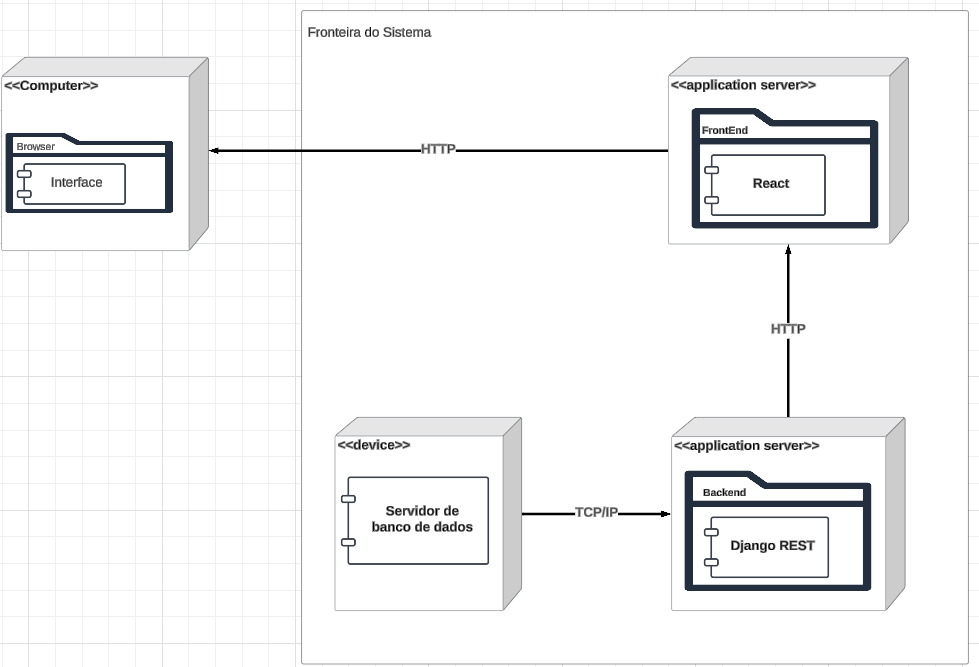 Fronteira do Sistema
<<Computer>>
Browser
Interface
HTTP
<<application server>>
FrontEnd
React
HTTP
<<device>>
Servidor de
banco de dados
TCP/IP
<<application server>>
Backend
Django REST